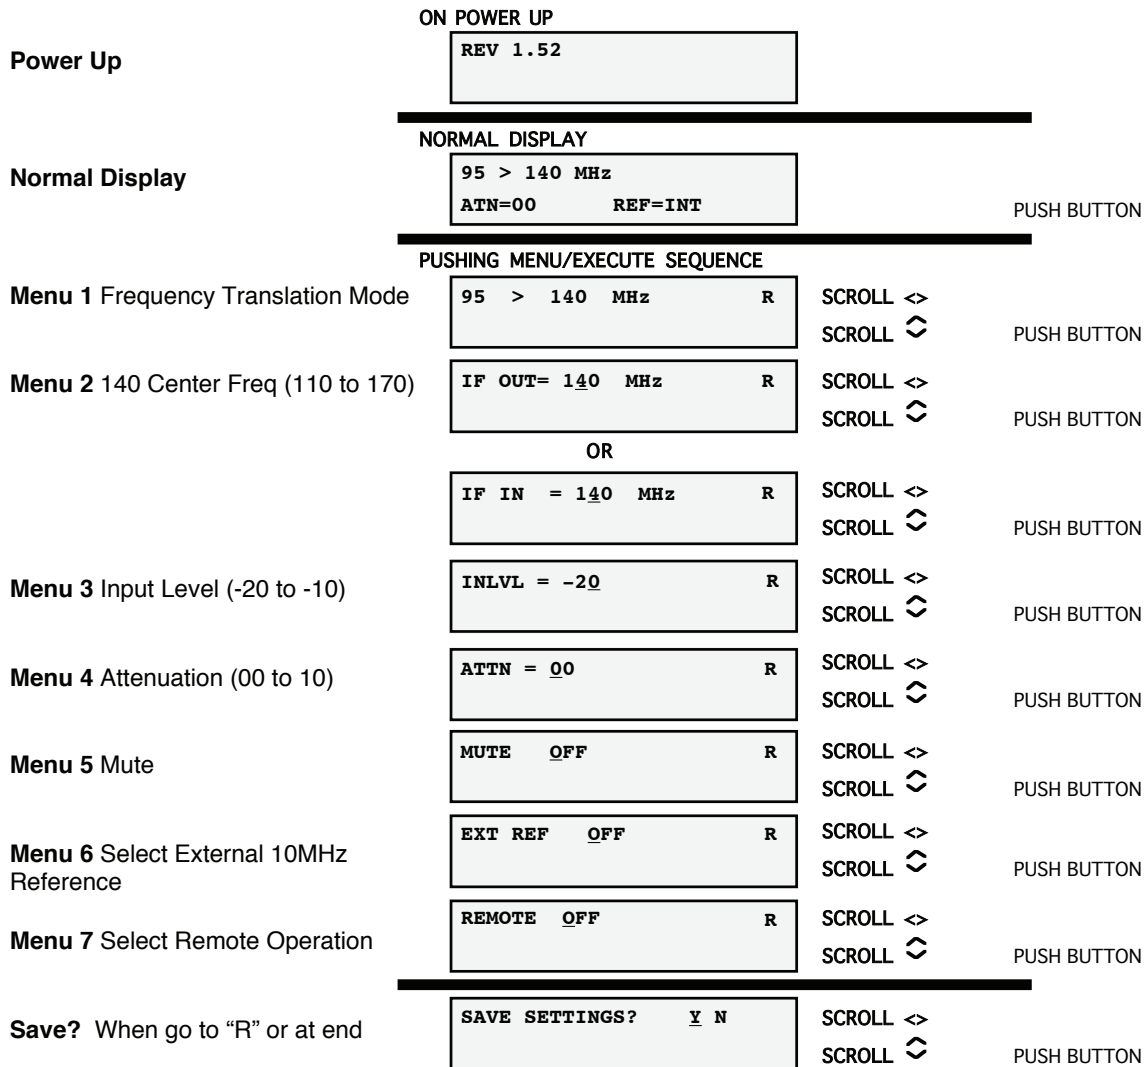 ON POWER UP
Power Up
REV 1.52
NORMAL DISPLAY
Normal Display
95 > 140 MHz
ATN=00 REF=INT
PUSH BUTTON
PUSHING MENU/EXECUTE SEQUENCE
Menu 1 Frequency Translation Mode
95 > 140 MHz R
SCROLL <>
SCROLL
PUSH BUTTON
Menu 2 140 Center Freq (110 to 170)
IF OUT= 140 MHz R
SCROLL <>
SCROLL
PUSH BUTTON
OR
IF IN = 140 MHz R
SCROLL <>
SCROLL
PUSH BUTTON
Menu 3 Input Level (-20 to -10)
INLVL = -20 R
SCROLL <>
SCROLL
PUSH BUTTON
Menu 4 Attenuation (00 to 10)
ATTN = 00 R
SCROLL <>
SCROLL
PUSH BUTTON
Menu 5 Mute
MUTE OFF R
SCROLL <>
SCROLL
PUSH BUTTON
Menu 6 Select External 10MHz
Reference
EXT REF OFF R
SCROLL <>
SCROLL
PUSH BUTTON
Menu 7 Select Remote Operation
REMOTE OFF R
SCROLL <>
SCROLL
PUSH BUTTON
Save? When go to “R” or at end
SAVE SETTINGS? Y N
SCROLL <>
SCROLL
PUSH BUTTON